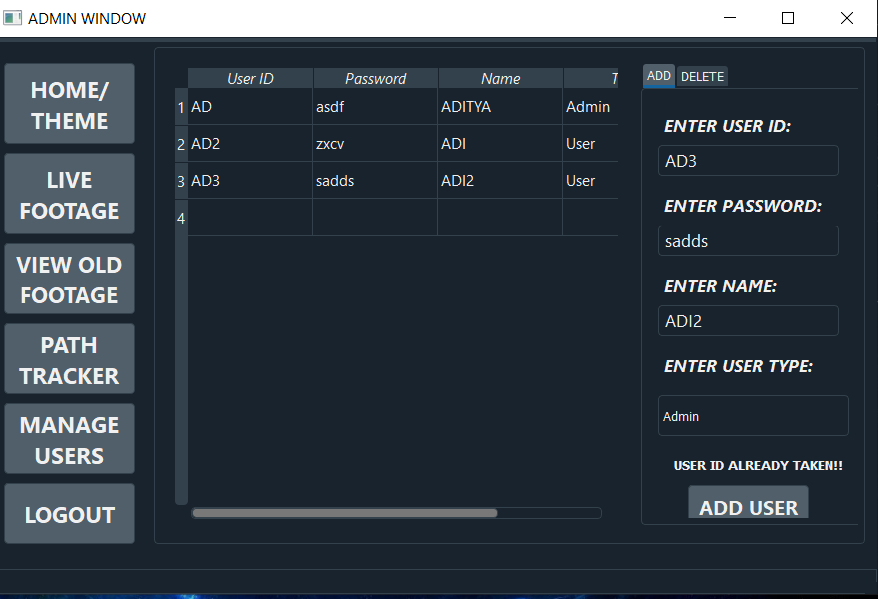 ADMIN WINDOW
HOME/
THEME
LIVE
FOOTAGE
VIEW OLD
FOOTAGE
PATH
TRACKER
MANAGE
USERS
LOGOUT
User ID Password Name T
1 AD asdf ADITYA Admin
2 AD2 zxcv ADI User
3 AD3 sadds ADI2 User
4
ADD DELETE
ENTER USER ID:
AD3
ENTER PASSWORD:
sadds
ENTER NAME:
ADI2
ENTER USER TYPE:
Admin
USER ID ALREADY TAKEN!!
ADD USER